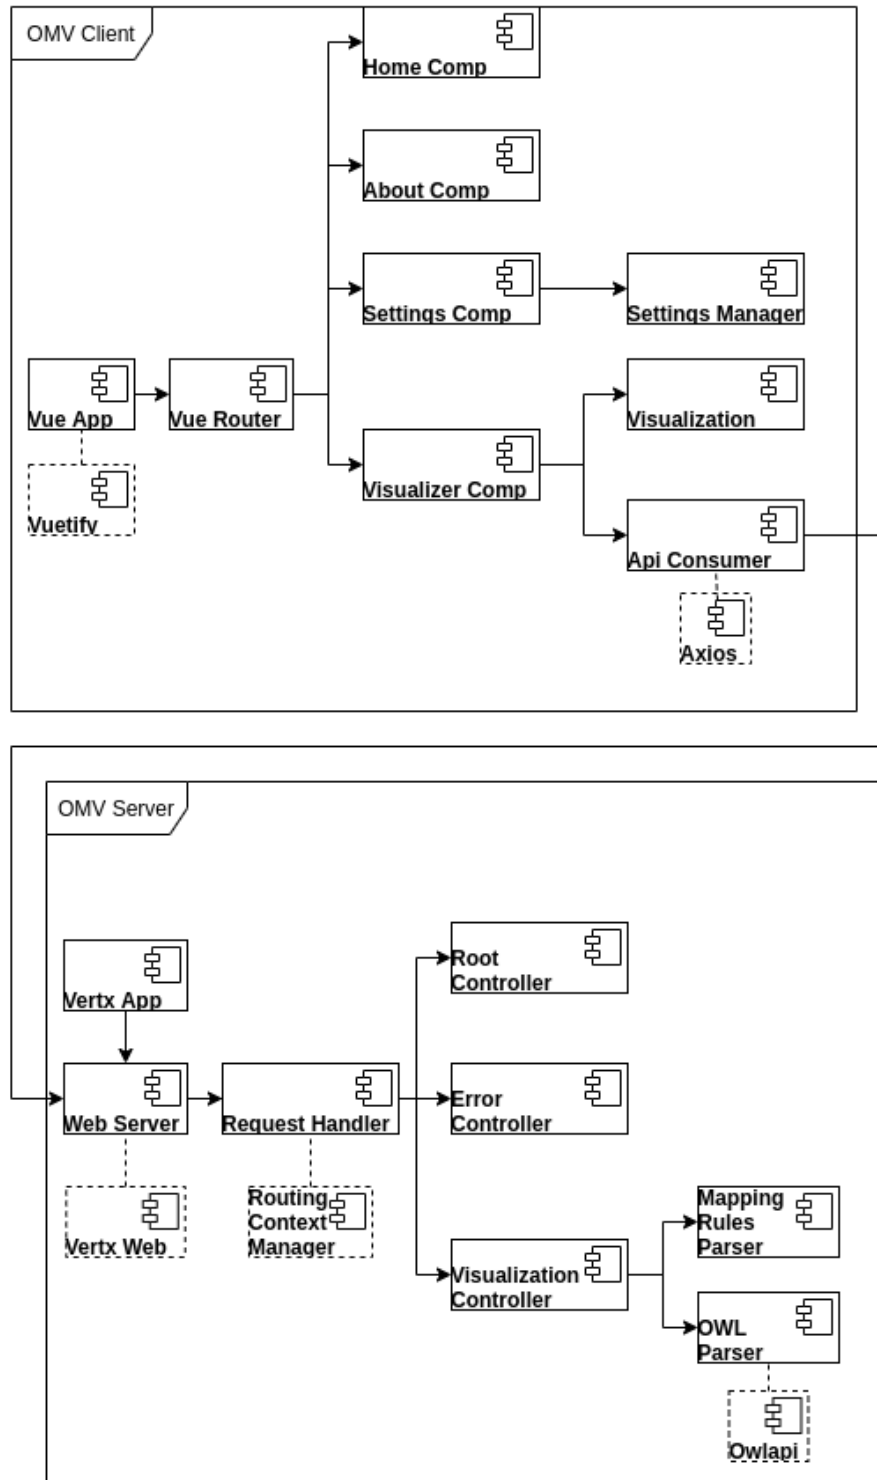 OMV Client
Home Comp
About Comp
Settings Comp
Settings Manager
Vue App
Vue Router
Visualization
Visualizer Comp
Vuetify
Api Consumer
Axios
OMV Server
Vertx App
Root
Controller
Web Server
Request Handler
Error
Controller
Vertx Web
Routing
Context
Manager
Visualization
Controller
Mapping
Rules
Parser
OWL
Parser
Owlapi